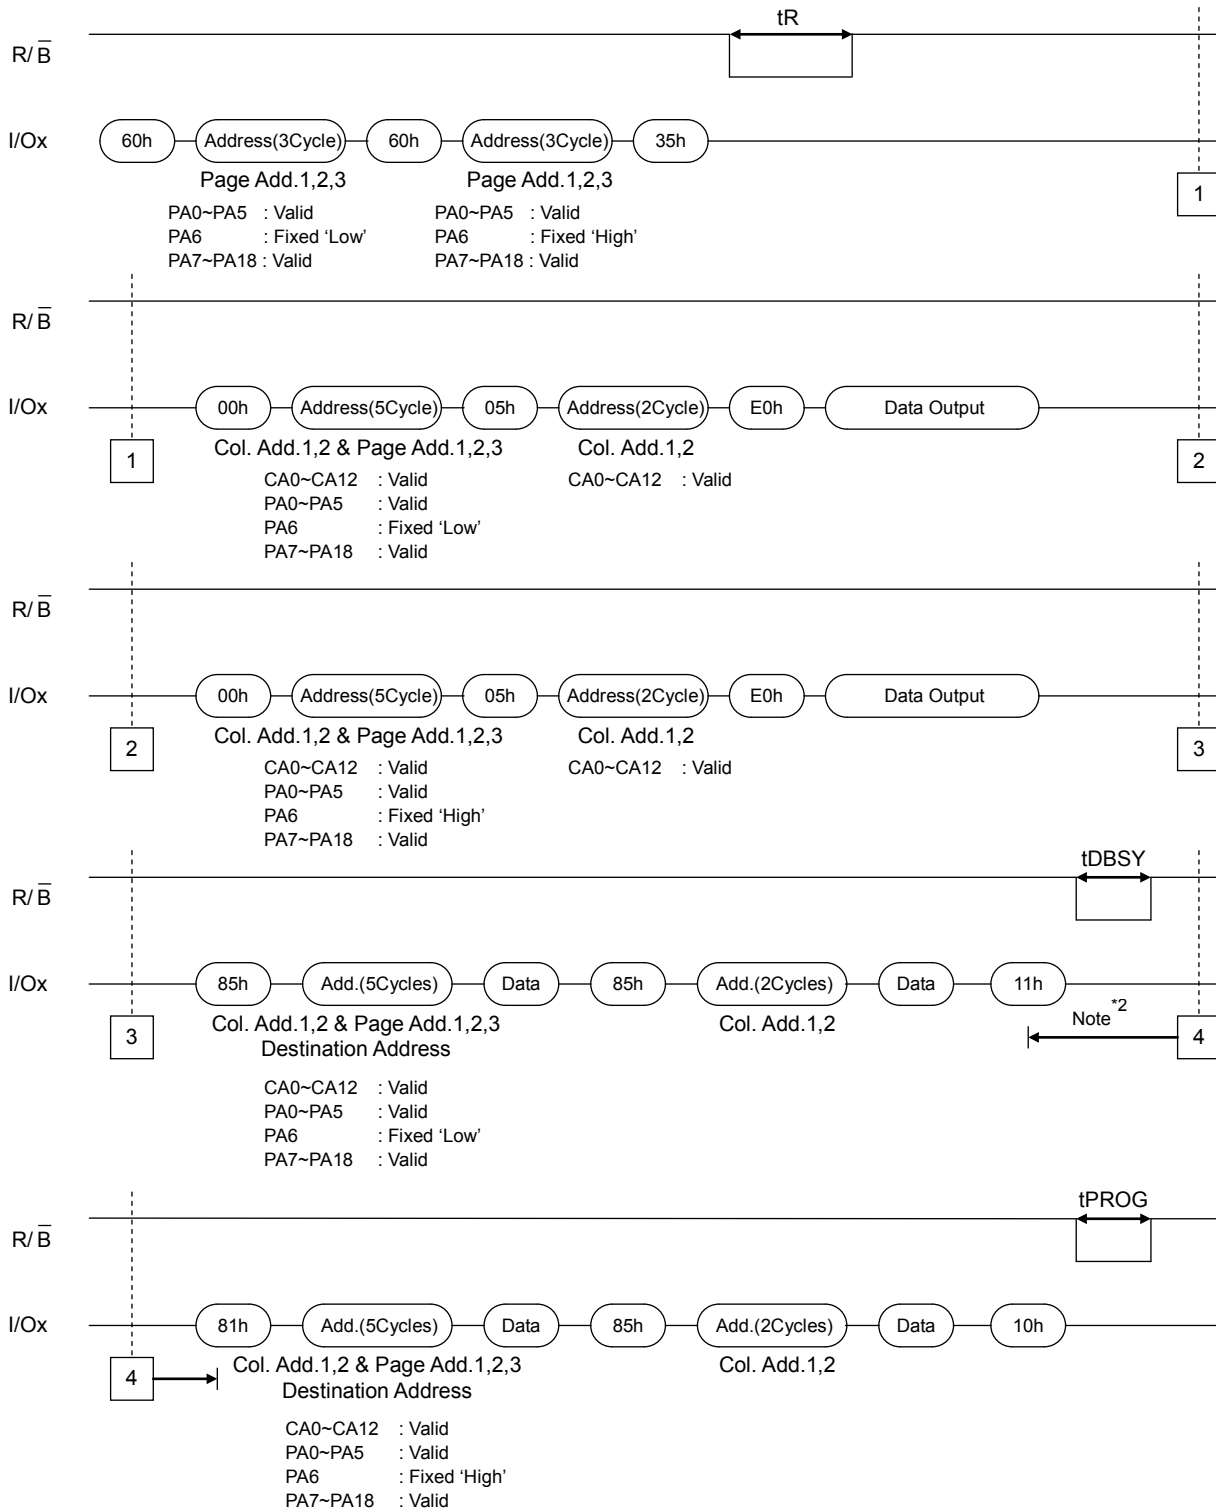 tR
R/B̅
I/Ox 60h Address(3Cycle) 60h Address(3Cycle) 35h
Page Add.1,2,3 Page Add.1,2,3
1
PA0~PA5 : Valid PA0~PA5 : Valid
PA6 : Fixed ‘Low’ PA6 : Fixed ‘High’
PA7~PA18 : Valid PA7~PA18 : Valid
R/B̅
I/Ox 00h Address(5Cycle) 05h Address(2Cycle) E0h Data Output
Col. Add.1,2 & Page Add.1,2,3 Col. Add.1,2
1 2
CA0~CA12 : Valid CA0~CA12 : Valid
PA0~PA5 : Valid
PA6 : Fixed ‘Low’
PA7~PA18 : Valid
R/B̅
I/Ox 00h Address(5Cycle) 05h Address(2Cycle) E0h Data Output
Col. Add.1,2 & Page Add.1,2,3 Col. Add.1,2
2 3
CA0~CA12 : Valid CA0~CA12 : Valid
PA0~PA5 : Valid
PA6 : Fixed ‘High’
PA7~PA18 : Valid
tDBSY
R/B̅
I/Ox 85h Add.(5Cycles) Data 85h Add.(2Cycles) Data 11h
Col. Add.1,2 & Page Add.1,2,3 Col. Add.1,2 Note*2
3 4
Destination Address
CA0~CA12 : Valid
PA0~PA5 : Valid
PA6 : Fixed ‘Low’
PA7~PA18 : Valid
tPROG
R/B̅
I/Ox 81h Add.(5Cycles) Data 85h Add.(2Cycles) Data 10h
Col. Add.1,2 & Page Add.1,2,3 Col. Add.1,2
4
Destination Address
CA0~CA12 : Valid
PA0~PA5 : Valid
PA6 : Fixed ‘High’
PA7~PA18 : Valid